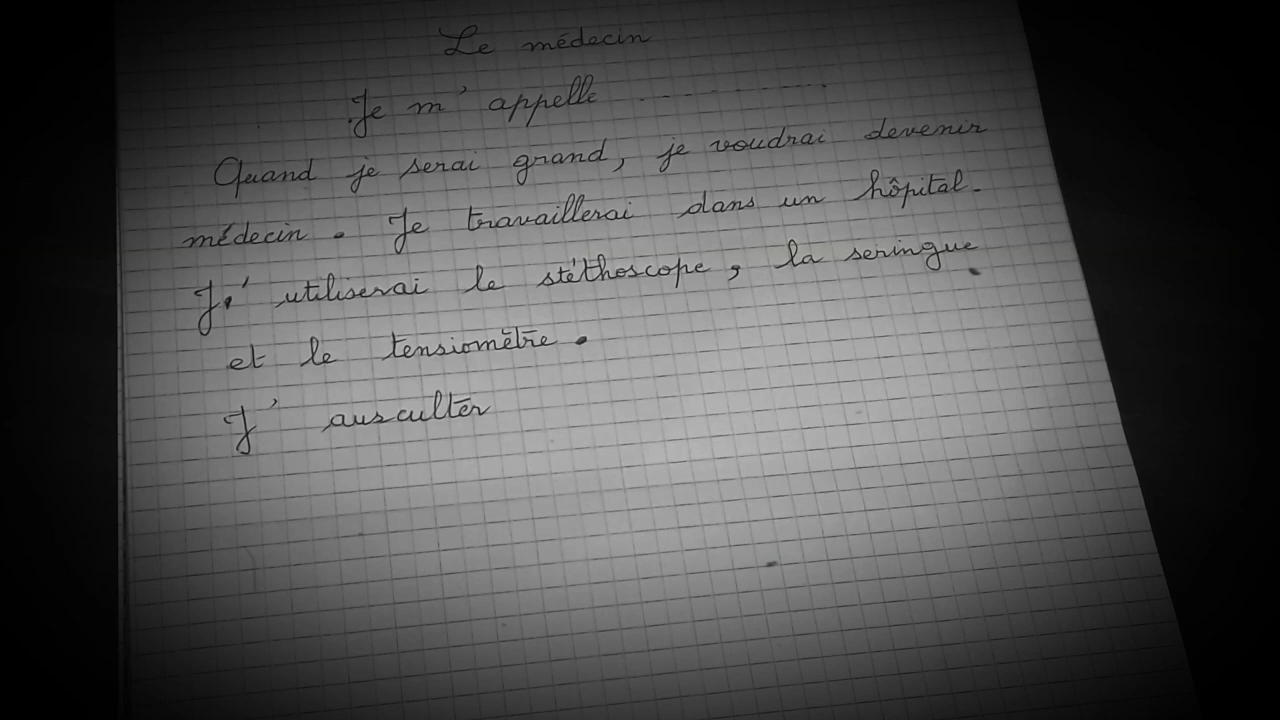 Le médecin
Je m' appelle ...............
Quand je serai grand, je voudrai devenir
médecin. Je travaillerai dans un hôpital.
J' utiliserai le stéthoscope, la seringue
et le tensiomètre.
J' ausculter